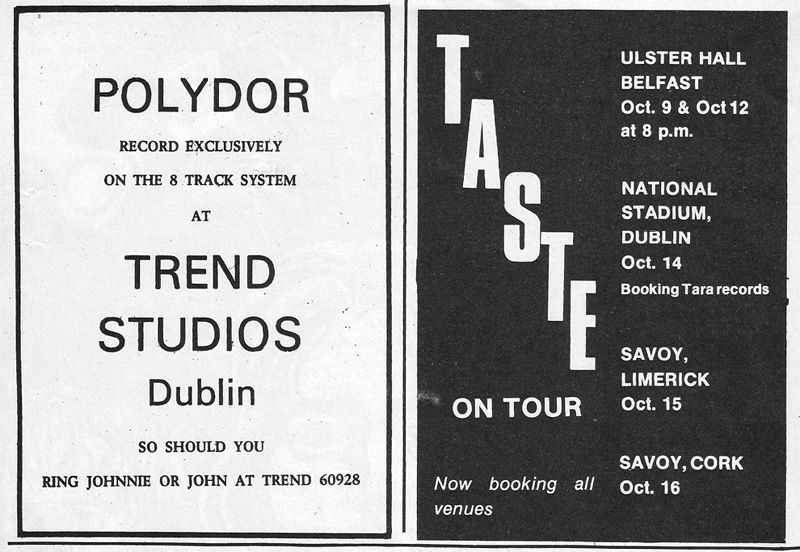 POLYDOR
RECORD EXCLUSIVELY
ON THE 8 TRACK SYSTEM
AT
TREND
STUDIOS
Dublin
SO SHOULD YOU
RING JOHNNIE OR JOHN AT TREND 60928
TASTE
ON TOUR
Now booking all
venues
ULSTER HALL
BELFAST
Oct. 9 & Oct 12
at 8 p.m.
NATIONAL
STADIUM,
DUBLIN
Oct. 14
Booking Tara records
SAVOY,
LIMERICK
Oct. 15
SAVOY, CORK
Oct. 16